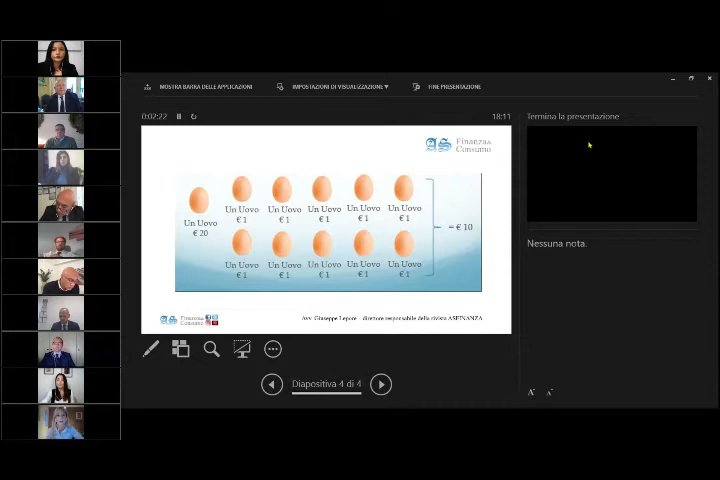 MOSTRA BARRA DELLE APPLICAZIONI IMPOSTAZIONI DI VISUALIZZAZIONE ▼ FINE PRESENTAZIONE
0:02:22 18:11
Termina la presentazione
AS Finanza&
Consumo
Un Uovo
€ 20
Un Uovo Un Uovo Un Uovo Un Uovo Un Uovo
€ 1 € 1 € 1 € 1 € 1
= € 10
Un Uovo Un Uovo Un Uovo Un Uovo Un Uovo
€ 1 € 1 € 1 € 1 € 1
Nessuna nota.
AS Finanza&
Consumo
Avv. Giuseppe Lepore direttore responsabile della rivista ASFINANZA
Diapositiva 4 di 4
A A